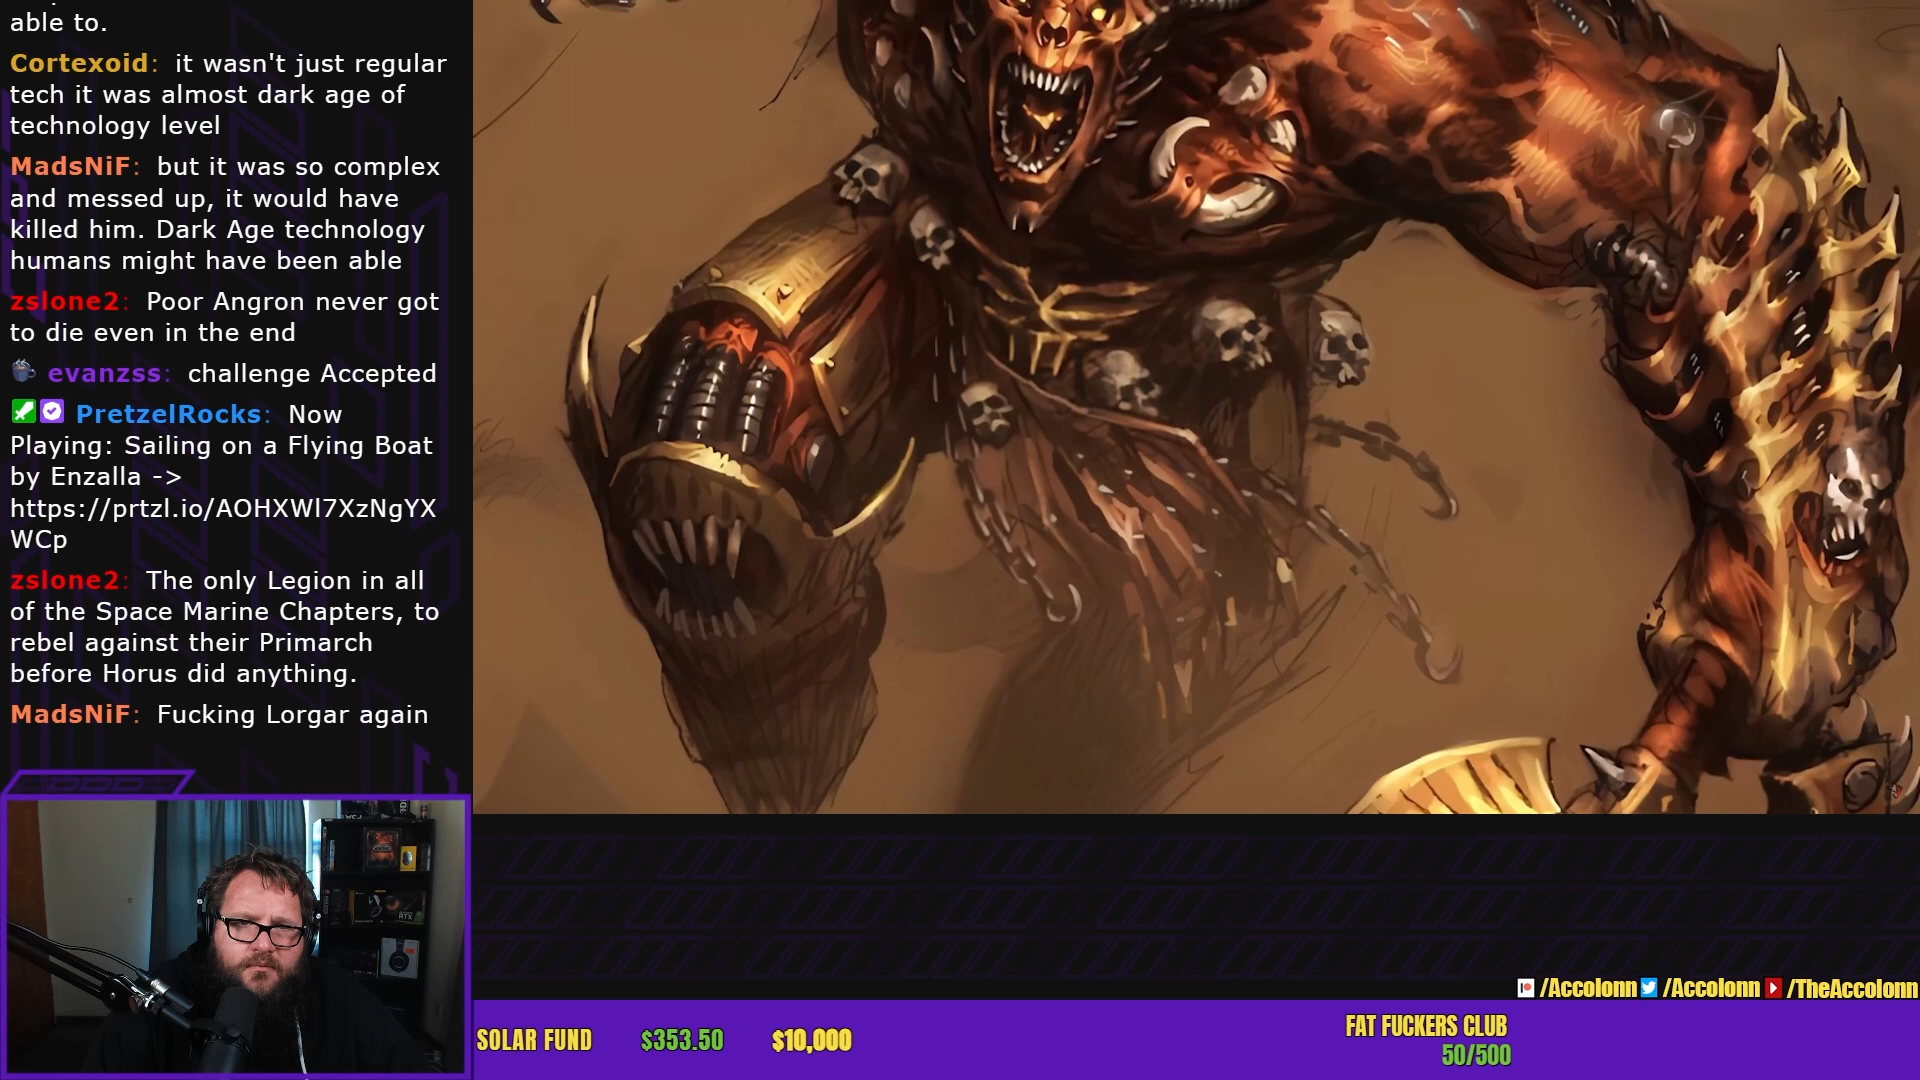 able to.
Cortexoid: it wasn't just regular
tech it was almost dark age of
technology level
MadsNiF: but it was so complex
and messed up, it would have
killed him. Dark Age technology
humans might have been able
zslone2: Poor Angron never got
to die even in the end
evanzss: challenge Accepted
PretzelRocks: Now
Playing: Sailing on a Flying Boat
by Enzalla ->
https://prtzl.io/AOHXWl7XzNgYX
WCp
zslone2: The only Legion in all
of the Space Marine Chapters, to
rebel against their Primarch
before Horus did anything.
MadsNiF: Fucking Lorgar again
RTX
/Accolonn /Accolonn /TheAccolonn
SOLAR FUND $353.50 $10,000
FAT FUCKERS CLUB
50/500